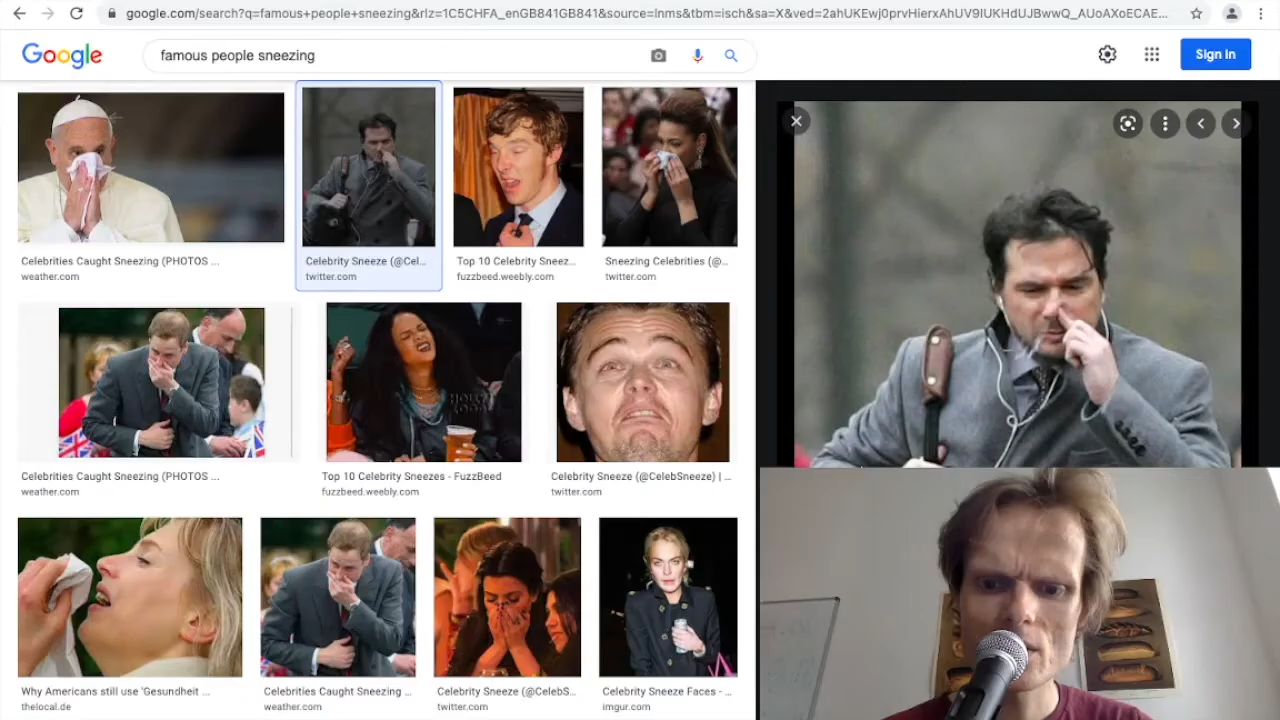 google.com/search?q=famous+people+sneezing&rlz=1C5CHFA_enGB841GB841&source=lnms&tbm=isch&sa=X&ved=2ahUKEwj0prvHierxAhUV9IUKHdUJBwwQ_AUoAXoECAE...
Google
famous people sneezing
Sign in
Celebrities Caught Sneezing (PHOTOS ...
weather.com
Celebrity Sneeze (@Cel...
twitter.com
Top 10 Celebrity Sneez...
fuzzbeed.weebly.com
Sneezing Celebrities (@...
twitter.com
Celebrities Caught Sneezing (PHOTOS ...
weather.com
Top 10 Celebrity Sneezes - FuzzBeed
fuzzbeed.weebly.com
Celebrity Sneeze (@CelebSneeze) | ...
twitter.com
Why Americans still use 'Gesundheit ...
thelocal.de
Celebrities Caught Sneezing ...
weather.com
Celebrity Sneeze (@CelebS...
twitter.com
Celebrity Sneeze Faces - ...
imgur.com